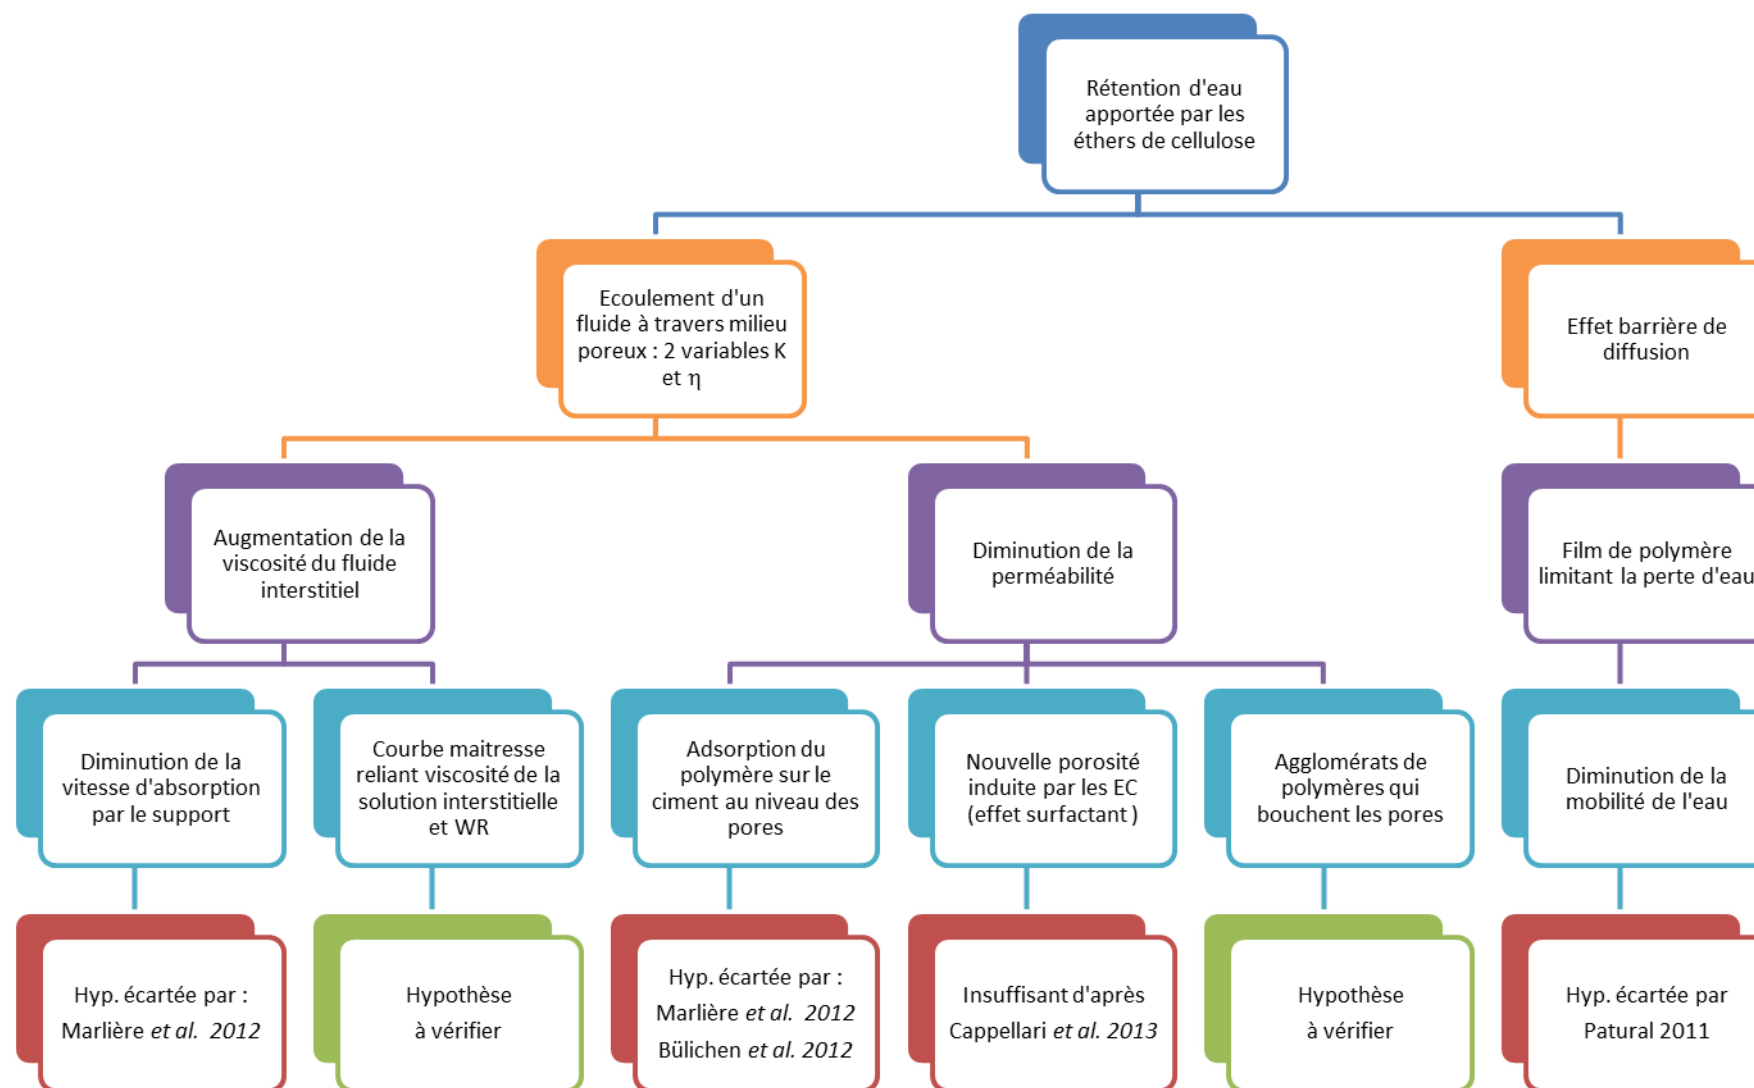 Rétention d'eau
apportée par les
éthers de cellulose
Ecoulement d'un
fluide à travers milieu
poreux : 2 variables K
et η
Effet barrière de
diffusion
Augmentation de la
viscosité du fluide
interstitiel
Diminution de la
perméabilité
Film de polymère
limitant la perte d'eau
Diminution de la
vitesse d'absorption
par le support
Courbe maitresse
reliant viscosité de la
solution interstitielle
et WR
Adsorption du
polymère sur le
ciment au niveau des
pores
Nouvelle porosité
induite par les EC
(effet surfactant )
Agglomérats de
polymères qui
bouchent les pores
Diminution de la
mobilité de l'eau
Hyp. écartée par :
Marlière et al. 2012
Hypothèse
à vérifier
Hyp. écartée par :
Marlière et al. 2012
Bülichen et al. 2012
Insuffisant d'après
Cappellari et al. 2013
Hypothèse
à vérifier
Hyp. écartée par
Patural 2011